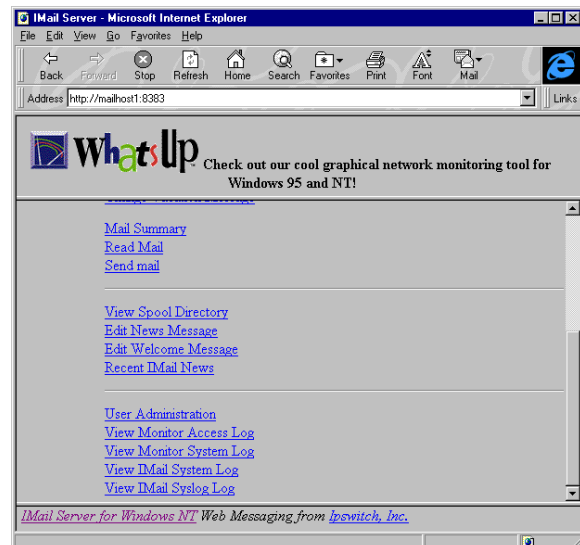 IMail Server - Microsoft Internet Explorer
File Edit View Go Favorites Help
Back Forward Stop Refresh Home Search Favorites Print Font Mail
Address http://mailhost1:8383 Links
WhatsUp Check out our cool graphical network monitoring tool for
Windows 95 and NT!
Mail Summary
Read Mail
Send mail
View Spool Directory
Edit News Message
Edit Welcome Message
Recent IMail News
User Administration
View Monitor Access Log
View Monitor System Log
View IMail System Log
View IMail Syslog Log
IMail Server for Windows NT Web Messaging from Ipswitch, Inc.